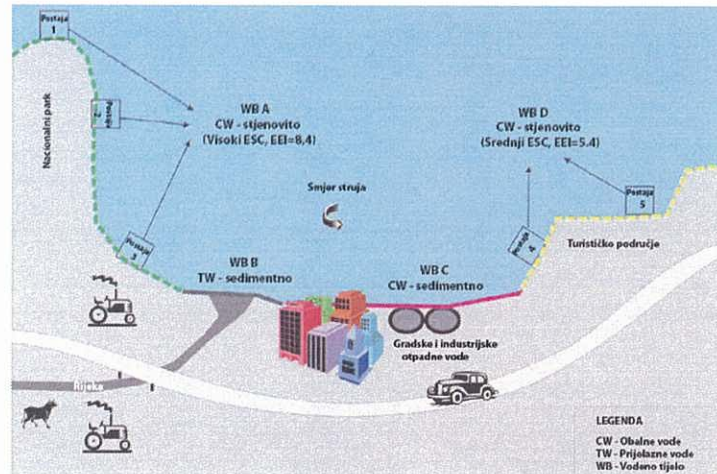 Postaja
1
Nacionalni park
Postaja
2
WB A
CW - stjenovito
(Visoki ESC, EEI=8,4)
Postaja
3
Smjer struja
WB B
TW - sedimentno
WB C
CW - sedimentno
WB D
CW - stjenovito
(Srednji ESC, EEI=5.4)
Postaja
4
Postaja
5
Turističko područje
Gradske i industrijske
otpadne vode
Rijeka
LEGENDA
CW - Obalne vode
TW - Prijelazne vode
WB - Vodeno tijelo